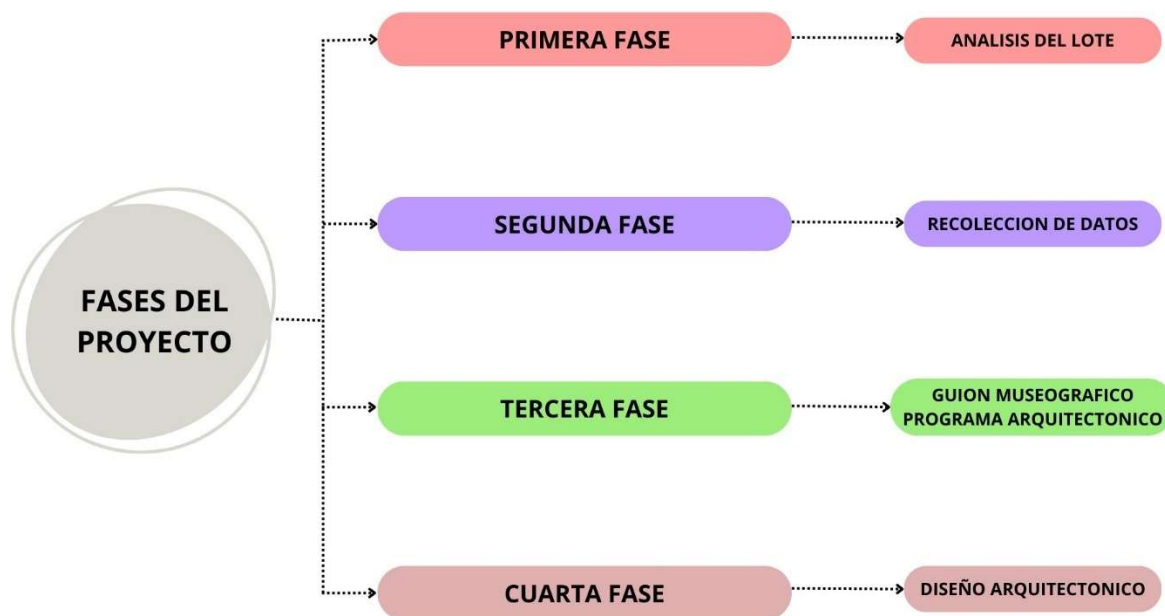 FASES DEL
PROYECTO
PRIMERA FASE
ANALISIS DEL LOTE
SEGUNDA FASE
RECOLECCION DE DATOS
TERCERA FASE
GUION MUSEOGRAFICO
PROGRAMA ARQUITECTONICO
CUARTA FASE
DISEÑO ARQUITECTONICO